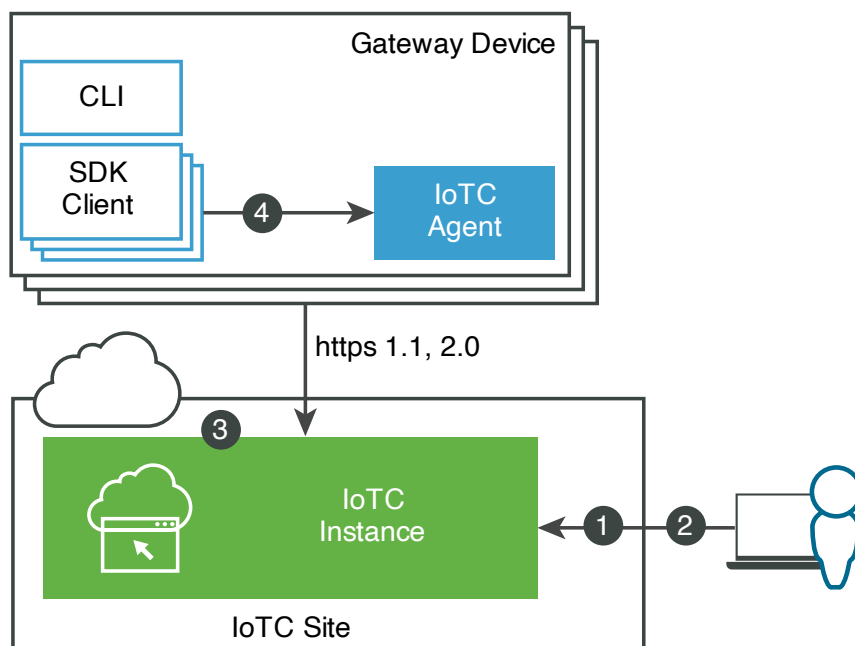 Gateway Device
CLI
SDK
Client
4
IoTC
Agent
https 1.1, 2.0
3
IoTC
Instance
1
2
IoTC Site